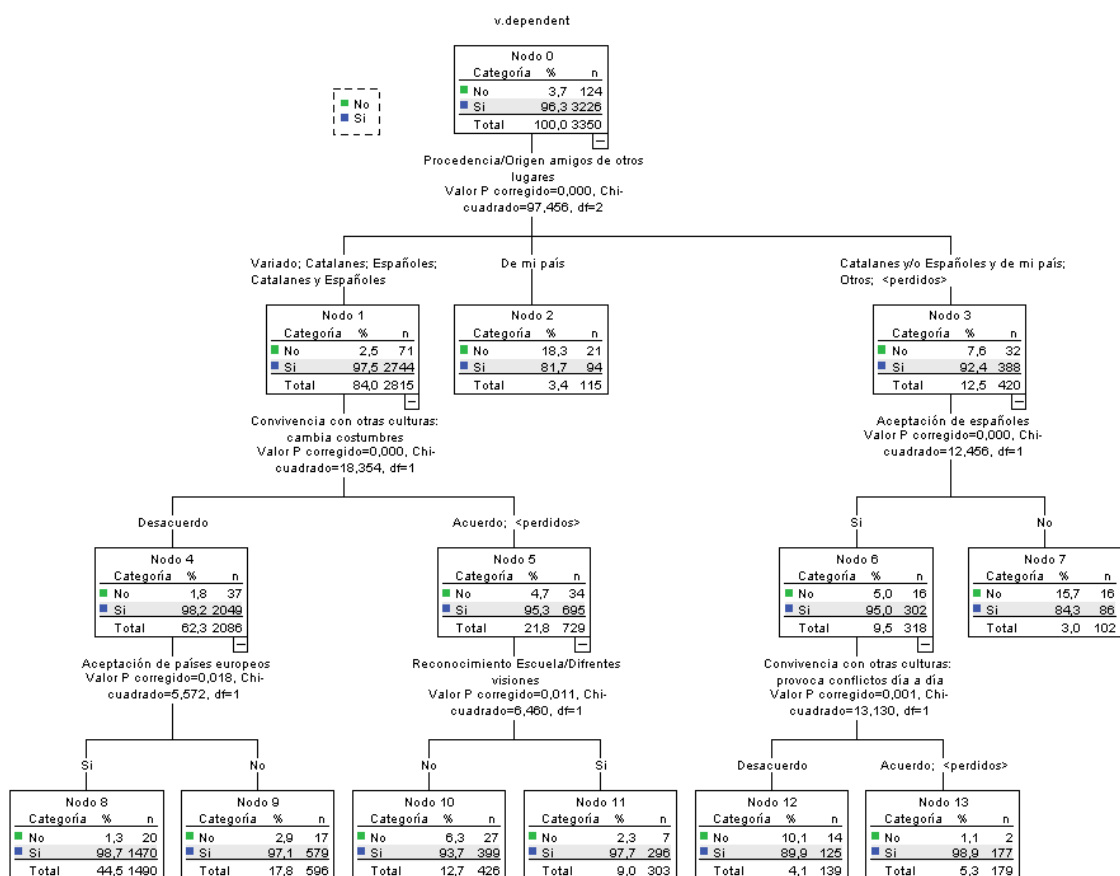 v.dependent
Nodo 0
Categoría % n
No 3,7 124
Si 96,3 3226
Total 100,0 3350
No
Si
Procedencia/Origen amigos de otros
lugares
Valor P corregido=0,000, Chi-
cuadrado=97,456, df=2
Variado; Catalanes; Españoles;
Catalanes y Españoles
De mi país
Catalanes y/o Españoles y de mi país;
Otros; <perdidos>
Nodo 1
Categoría % n
No 2,5 71
Si 97,5 2744
Total 84,0 2815
Nodo 2
Categoría % n
No 18,3 21
Si 81,7 94
Total 3,4 115
Nodo 3
Categoría % n
No 7,6 32
Si 92,4 388
Total 12,5 420
Convivencia con otras culturas:
cambia costumbres
Valor P corregido=0,000, Chi-
cuadrado=18,354, df=1
Aceptación de españoles
Valor P corregido=0,000, Chi-
cuadrado=12,456, df=1
Desacuerdo
Acuerdo; <perdidos>
Si
No
Nodo 4
Categoría % n
No 1,8 37
Si 98,2 2049
Total 62,3 2086
Nodo 5
Categoría % n
No 4,7 34
Si 95,3 695
Total 21,8 729
Nodo 6
Categoría % n
No 5,0 16
Si 95,0 302
Total 9,5 318
Nodo 7
Categoría % n
No 15,7 16
Si 84,3 86
Total 3,0 102
Aceptación de países europeos
Valor P corregido=0,018, Chi-
cuadrado=5,572, df=1
Reconocimiento Escuela/Difrentes
visiones
Valor P corregido=0,011, Chi-
cuadrado=6,460, df=1
Convivencia con otras culturas:
provoca conflictos día a día
Valor P corregido=0,001, Chi-
cuadrado=13,130, df=1
Si
No
No
Si
Desacuerdo
Acuerdo; <perdidos>
Nodo 8
Categoría % n
No 1,3 20
Si 98,7 1470
Total 44,5 1490
Nodo 9
Categoría % n
No 2,9 17
Si 97,1 579
Total 17,8 596
Nodo 10
Categoría % n
No 6,3 27
Si 93,7 399
Total 12,7 426
Nodo 11
Categoría % n
No 2,3 7
Si 97,7 296
Total 9,0 303
Nodo 12
Categoría % n
No 10,1 14
Si 89,9 125
Total 4,1 139
Nodo 13
Categoría % n
No 1,1 2
Si 98,9 177
Total 5,3 179